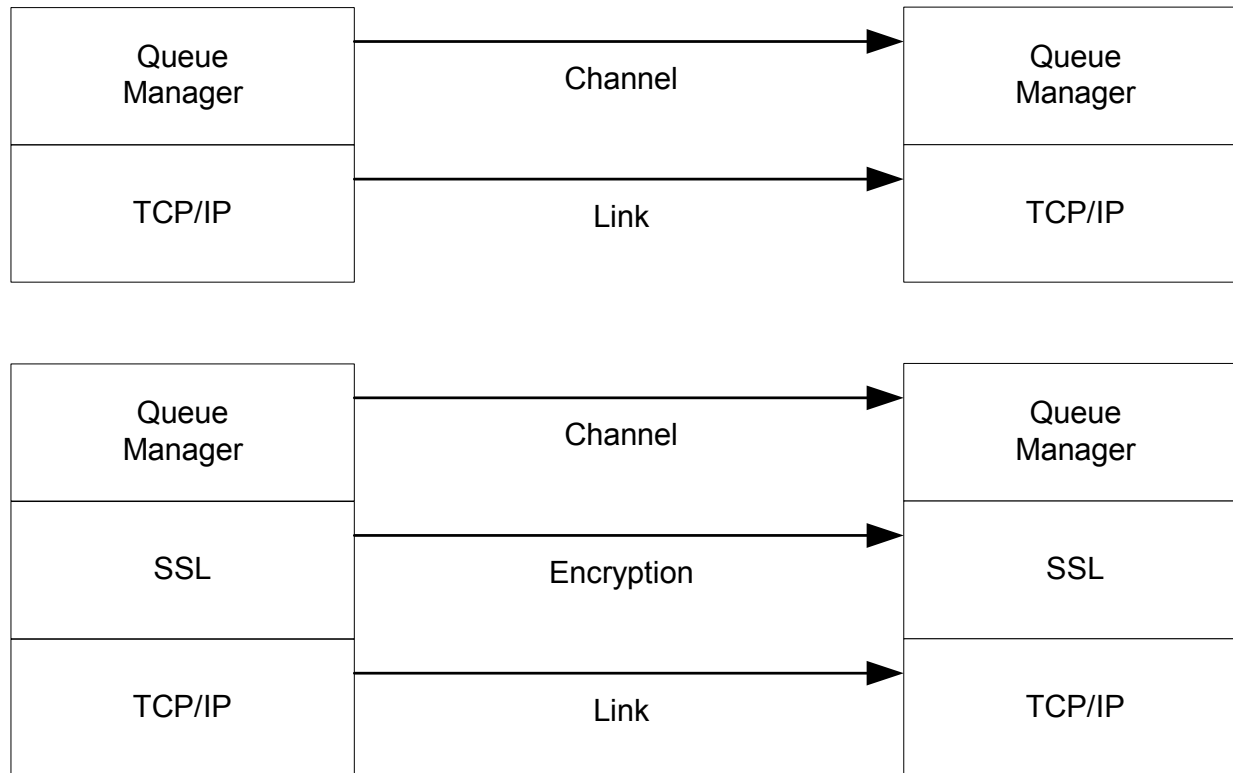 Queue
Manager
Channel
Queue
Manager
TCP/IP
Link
TCP/IP
Queue
Manager
Channel
Queue
Manager
SSL
Encryption
SSL
TCP/IP
Link
TCP/IP